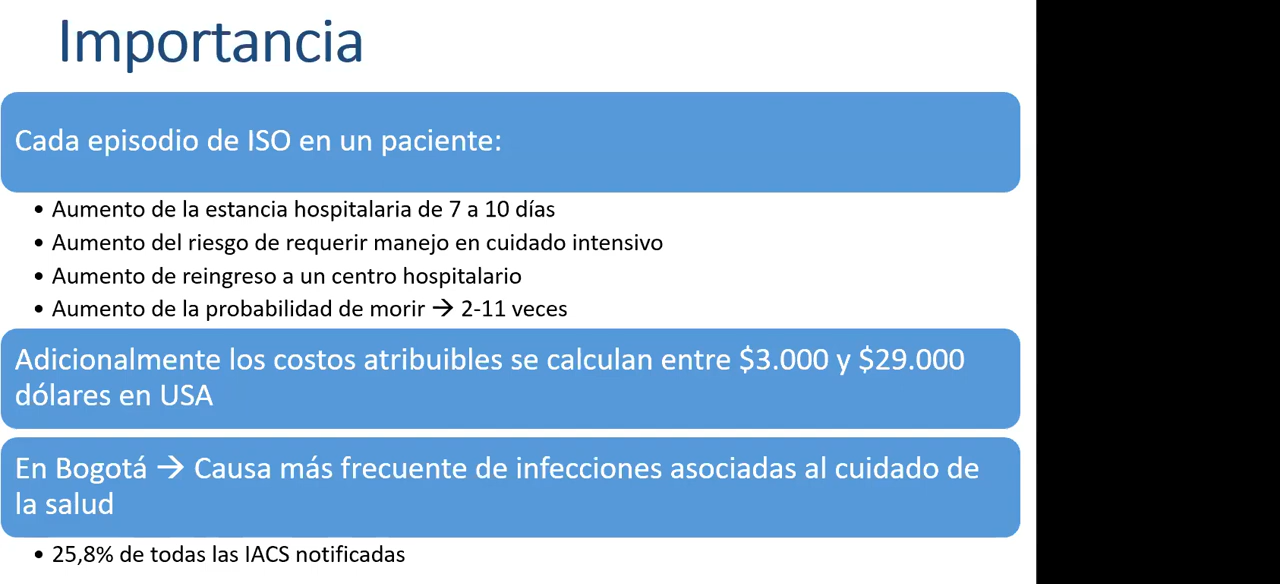 Importancia
Cada episodio de ISO en un paciente:
• Aumento de la estancia hospitalaria de 7 a 10 días
• Aumento del riesgo de requerir manejo en cuidado intensivo
• Aumento de reingreso a un centro hospitalario
• Aumento de la probabilidad de morir → 2-11 veces
Adicionalmente los costos atribuibles se calculan entre $3.000 y $29.000
dólares en USA
En Bogotá → Causa más frecuente de infecciones asociadas al cuidado de
la salud
• 25,8% de todas las IACS notificadas